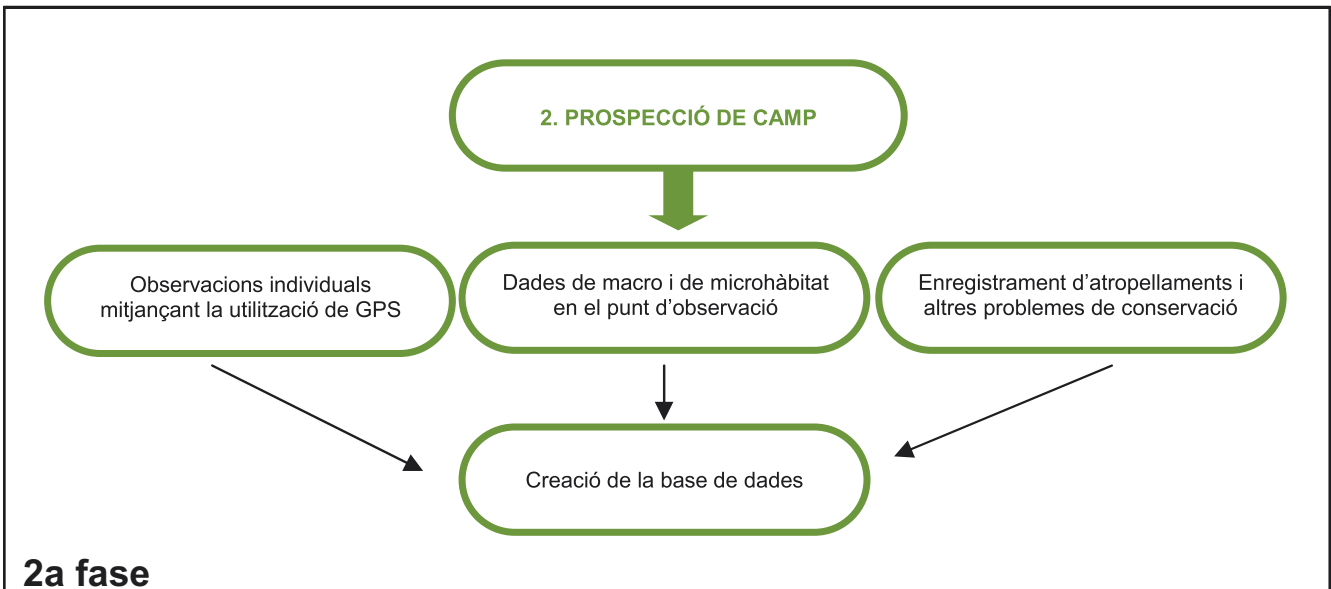 2. PROSPECCIÓ DE CAMP
Observacions individuals
mitjançant la utilització de GPS
Dades de macro i de microhàbitat
en el punt d’observació
Enregistrament d’atropellaments i
altres problemes de conservació
Creació de la base de dades
2a fase